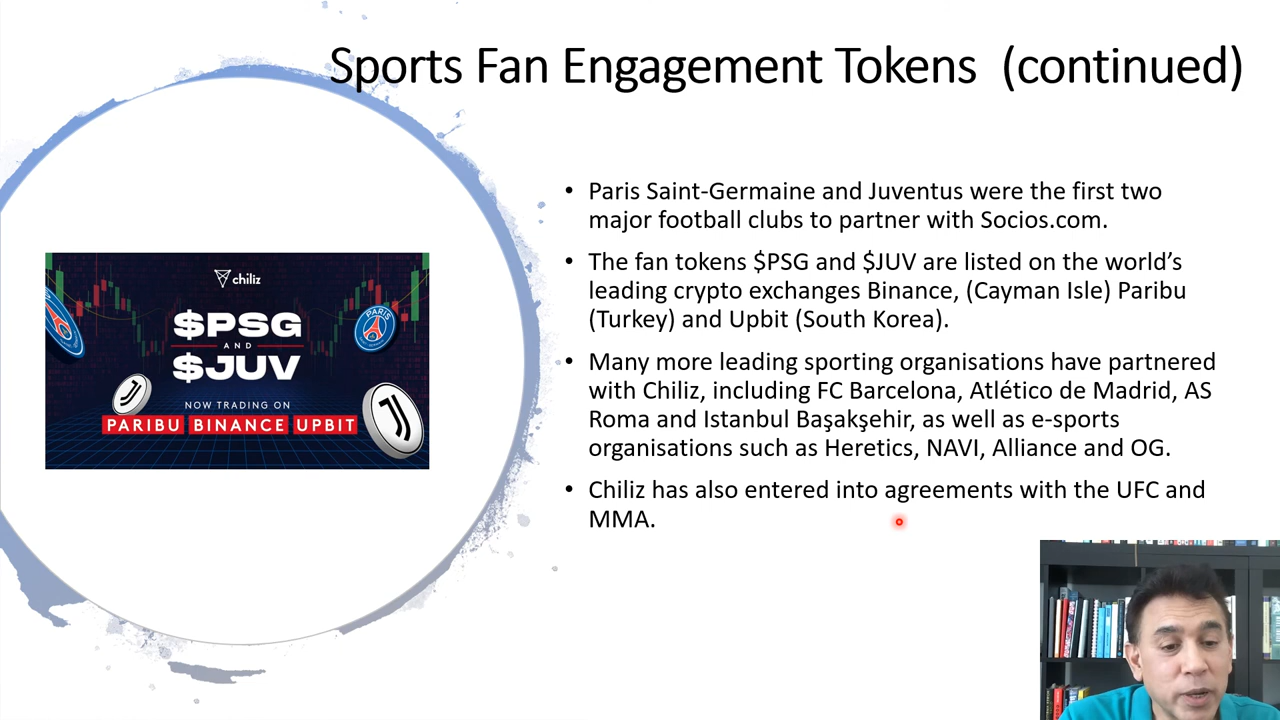 Sports Fan Engagement Tokens (continued)
chiliz
$PSG
AND
$JUV
NOW TRADING ON
PARIBU BINANCE UPBIT
PARIS
• Paris Saint-Germaine and Juventus were the first two
major football clubs to partner with Socios.com.
• The fan tokens $PSG and $JUV are listed on the world’s
leading crypto exchanges Binance, (Cayman Isle) Paribu
(Turkey) and Upbit (South Korea).
• Many more leading sporting organisations have partnered
with Chiliz, including FC Barcelona, Atlético de Madrid, AS
Roma and Istanbul Başakşehir, as well as e-sports
organisations such as Heretics, NAVI, Alliance and OG.
• Chiliz has also entered into agreements with the UFC and
MMA.